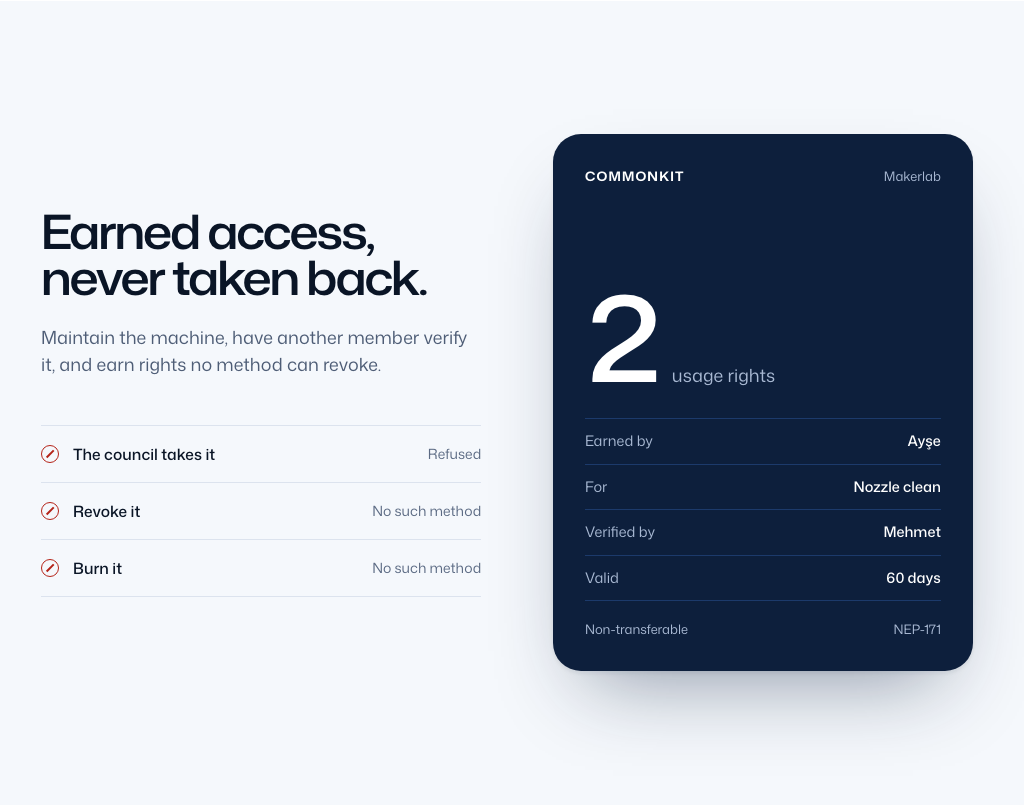 Earned access,
never taken back.
Maintain the machine, have another member verify
it, and earn rights no method can revoke.
The council takes it Refused
Revoke it No such method
Burn it No such method
COMMONKIT Makerlab
2 usage rights
Earned by Ayşe
For Nozzle clean
Verified by Mehmet
Valid 60 days
Non-transferable NEP-171